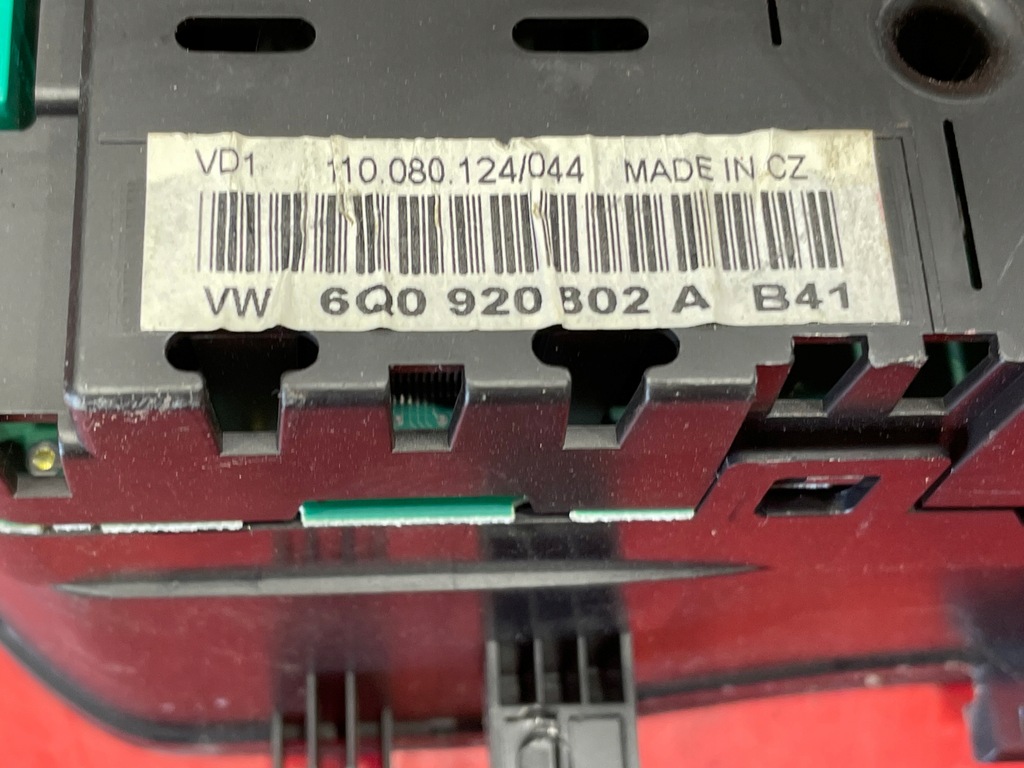 VD1 110.080.124/044 MADE IN CZ
VW 6Q0 920 802 A B41